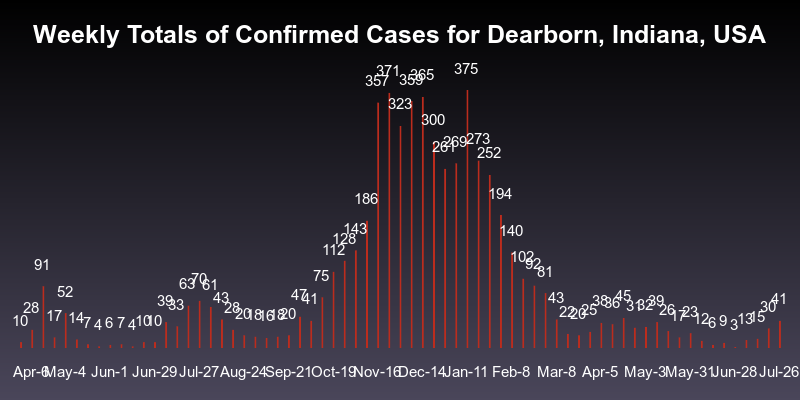 Weekly Totals of Confirmed Cases for Dearborn, Indiana, USA
10 28 91 17 52 14 7 4 6 7 4 10 10 39 33 63 70 61 43 28 20 18 16 18 20 47 41 75 112 128 143 186 357 371 323 359 365 300 261 269 375 273 252 194 140 102 92 81 43 22 20 25 38 36 45 31 32 39 26 17 23 12 6 9 3 13 15 30 41
Apr-6 May-4 Jun-1 Jun-29 Jul-27 Aug-24 Sep-21 Oct-19 Nov-16 Dec-14 Jan-11 Feb-8 Mar-8 Apr-5 May-3 May-31 Jun-28 Jul-26